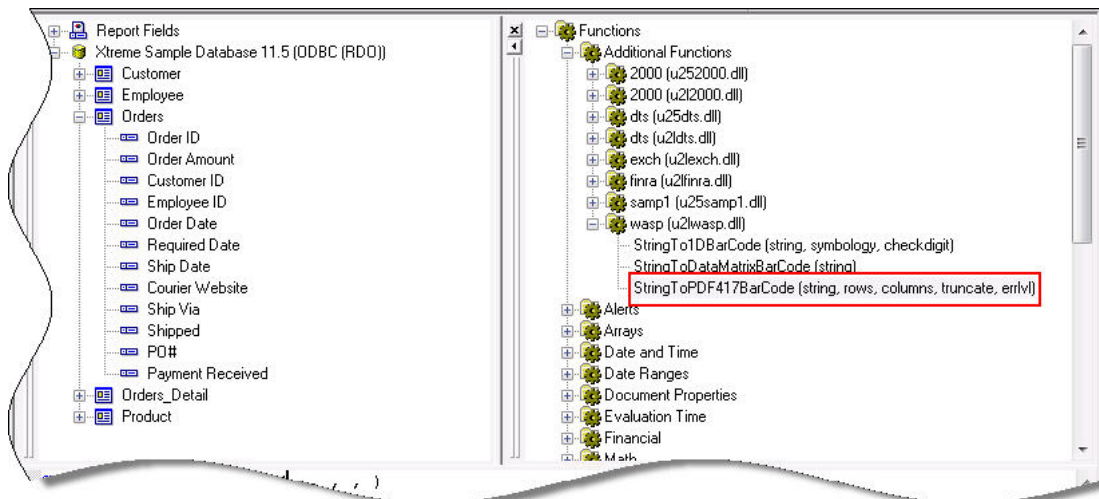 Report Fields
Xtreme Sample Database 11.5 (ODBC (RDO))
Customer
Employee
Orders
Order ID
Order Amount
Customer ID
Employee ID
Order Date
Required Date
Ship Date
Courier Website
Ship Via
Shipped
PO#
Payment Received
Orders_Detail
Product
Functions
Additional Functions
2000 (u252000.dll)
2000 (u2l2000.dll)
dts (u25dts.dll)
dts (u2ldts.dll)
exch (u2lexch.dll)
finra (u2lfinra.dll)
samp1 (u25samp1.dll)
wasp (u2lwasp.dll)
StringTo1DBarCode (string, symbology, checkdigit)
StringToDataMatrixBarCode (string)
StringToPDF417BarCode (string, rows, columns, truncate, errlvl)
Alerts
Arrays
Date and Time
Date Ranges
Document Properties
Evaluation Time
Financial
Math
, , )